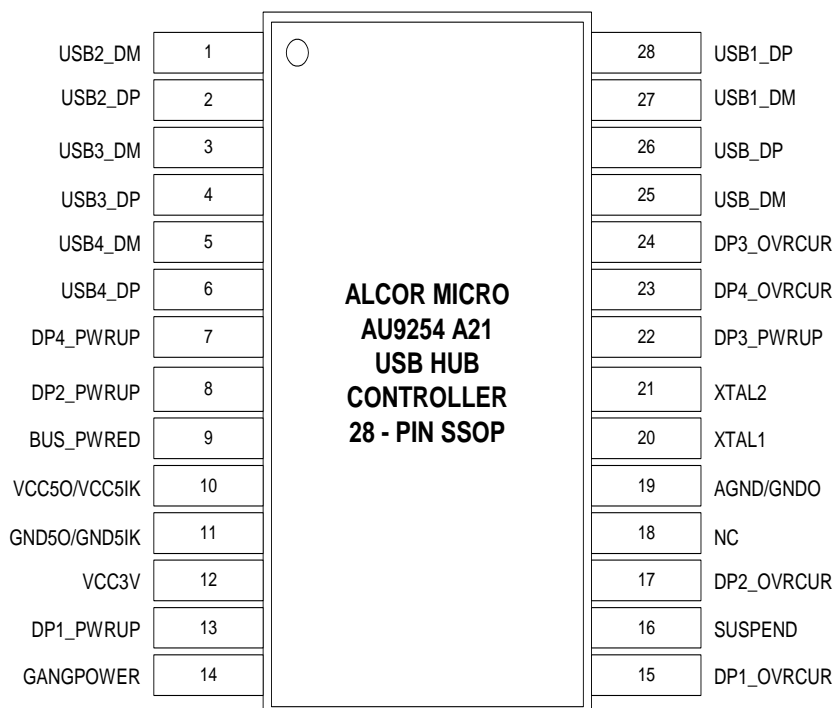 USB2_DM 1 28 USB1_DP
USB2_DP 2 27 USB1_DM
USB3_DM 3 26 USB_DP
USB3_DP 4 25 USB_DM
USB4_DM 5 24 DP3_OVRCUR
USB4_DP 6 23 DP4_OVRCUR
DP4_PWRUP 7 22 DP3_PWRUP
DP2_PWRUP 8 21 XTAL2
BUS_PWRED 9 20 XTAL1
VCC5O/VCC5IK 10 19 AGND/GNDO
GND5O/GND5IK 11 18 NC
VCC3V 12 17 DP2_OVRCUR
DP1_PWRUP 13 16 SUSPEND
GANGPOWER 14 15 DP1_OVRCUR
ALCOR MICRO
AU9254 A21
USB HUB
CONTROLLER
28 - PIN SSOP